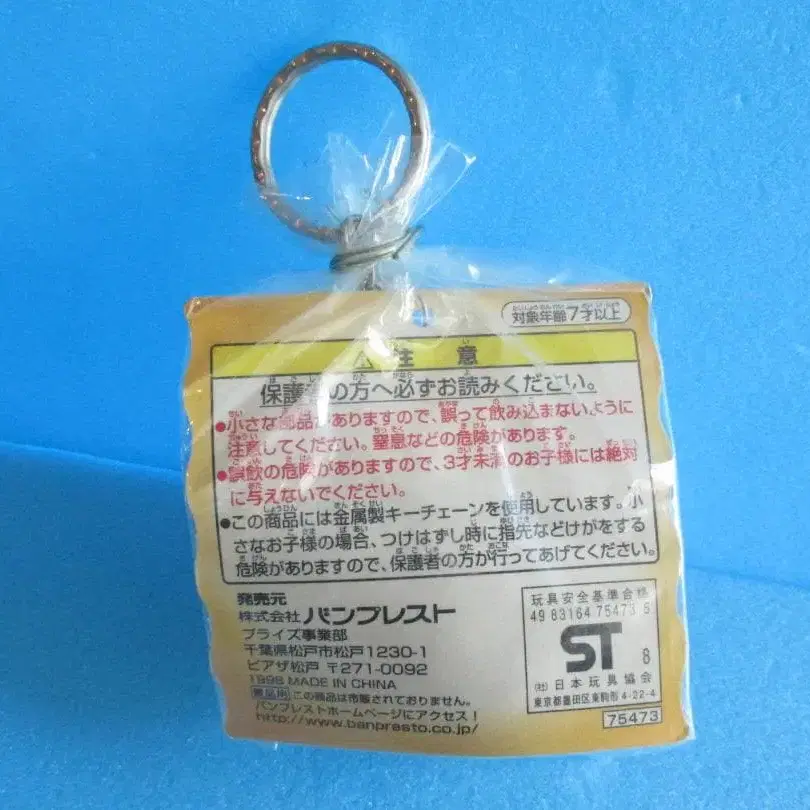 対象年齢7才以上
⚠注意
保護者の方へ必ずお読みください。
●小さな部品がありますので、誤って飲み込まないように
注意してください。窒息などの危険があります。
●誤飲の危険がありますので、3才未満のお子様には絶対
に与えないでください。
●この商品には金属製キーチェーンを使用しています。小
さなお子様の場合、つけはずし時に指先などけがをする
危険がありますので、保護者の方が行ってあげてください。
発売元
株式会社 バンプレスト
プライズ事業部
千葉県松戸市松戸1230-1
ピアザ松戸 〒271-0092
1998 MADE IN CHINA
景品用 この商品は市販されておりません。
バンプレストホームページにアクセス!
http://www.banpresto.co.jp/
玩具安全基準合格
49 83164 75473 5
ST 8
(社)日本玩具協会
東京都墨田区東駒形4-22-4
75473